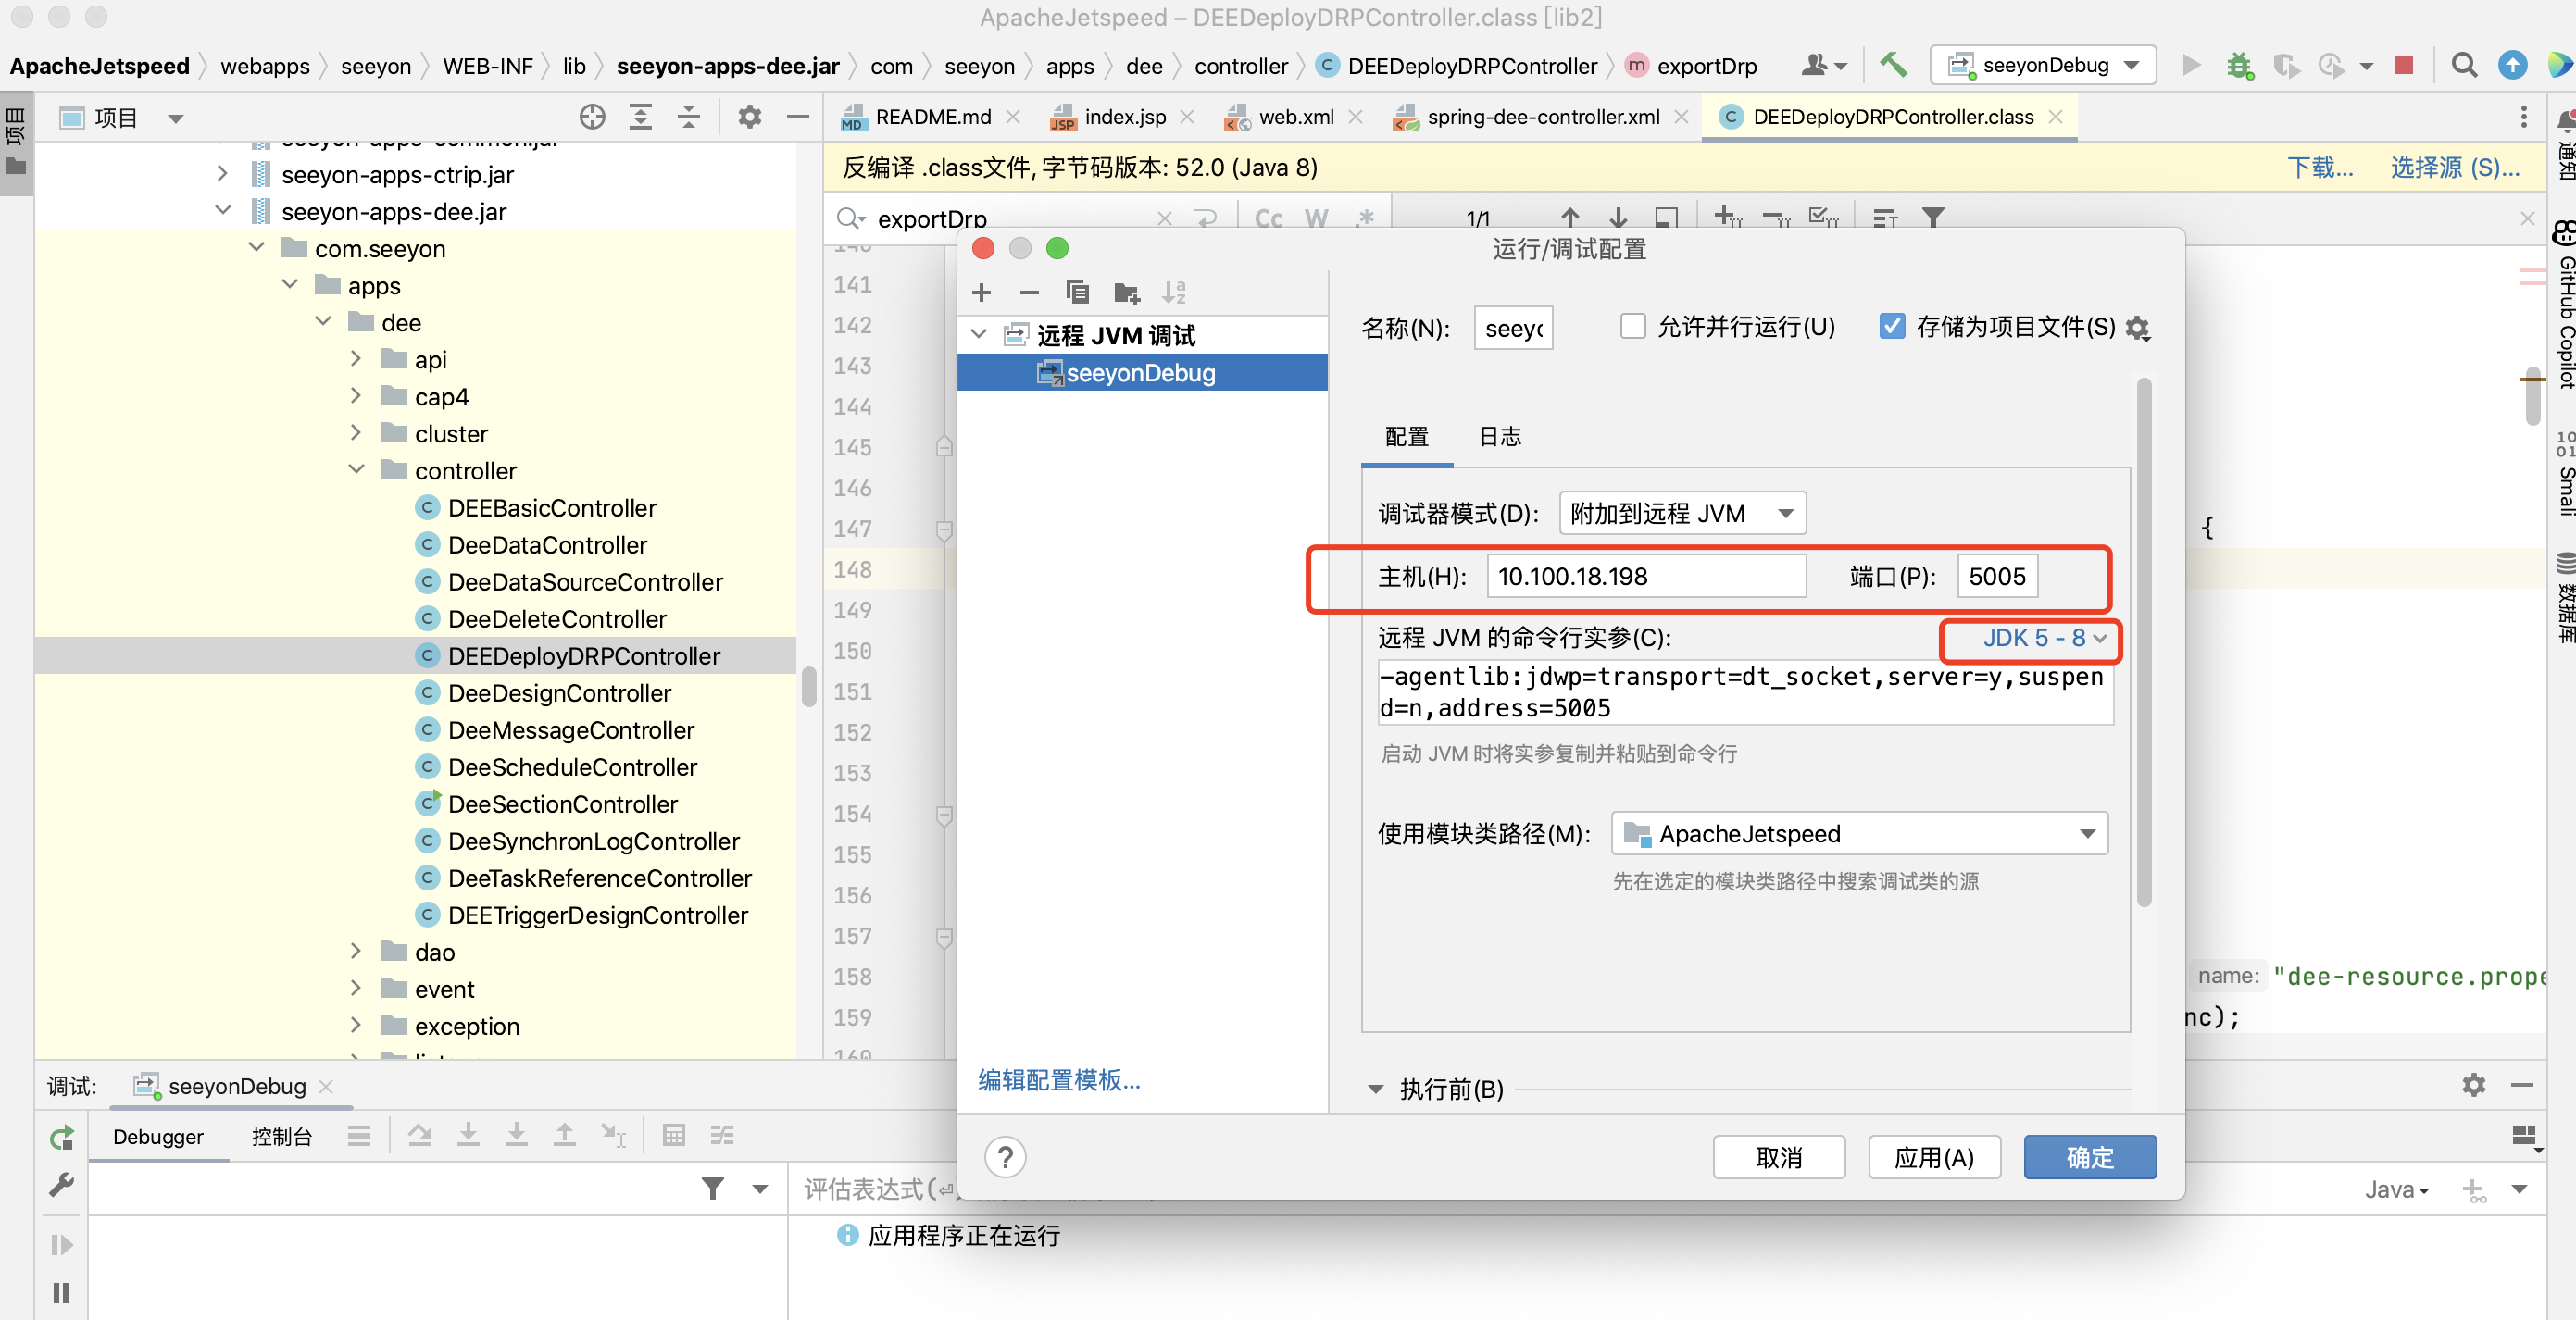 ApacheJetspeed – DEEDeployDRPController.class [lib2]
ApacheJetspeed webapps seeyon WEB-INF lib seeyon-apps-dee.jar com seeyon apps dee controller DEEDeployDRPController exportDrp seeyonDebug
项目
项目
README.md index.jsp web.xml spring-dee-controller.xml DEEDeployDRPController.class
反编译 .class文件, 字节码版本: 52.0 (Java 8) 下载... 选择源 (S)...
exportDrp Cc W .* 1/1
seeyon-apps-common.jar
seeyon-apps-ctrip.jar
seeyon-apps-dee.jar
com.seeyon
apps
dee
api
cap4
cluster
controller
DEEBasicController
DeeDataController
DeeDataSourceController
DeeDeleteController
DEEDeployDRPController
DeeDesignController
DeeMessageController
DeeScheduleController
DeeSectionController
DeeSynchronLogController
DeeTaskReferenceController
DEETriggerDesignController
dao
event
exception
140
141
142
143
144
145
146
147
148
149
150
151
152
153
154
155
156
157
158
159
160
{
name: "dee-resource.prope
nc);
运行/调试配置
远程 JVM 调试
seeyonDebug
编辑配置模板...
名称(N): seeyo 允许并行运行(U) 存储为项目文件(S)
配置 日志
调试器模式(D): 附加到远程 JVM
主机(H): 10.100.18.198 端口(P): 5005
远程 JVM 的命令行实参(C): JDK 5 - 8
-agentlib:jdwp=transport=dt_socket,server=y,suspen
d=n,address=5005
启动 JVM 时将实参复制并粘贴到命令行
使用模块类路径(M): ApacheJetspeed
先在选定的模块类路径中搜索调试类的源
执行前(B)
? 取消 应用(A) 确定
通知
GitHub Copilot
Smali
数据库
调试: seeyonDebug
Debugger 控制台
评估表达式(⏎) Java
应用程序正在运行